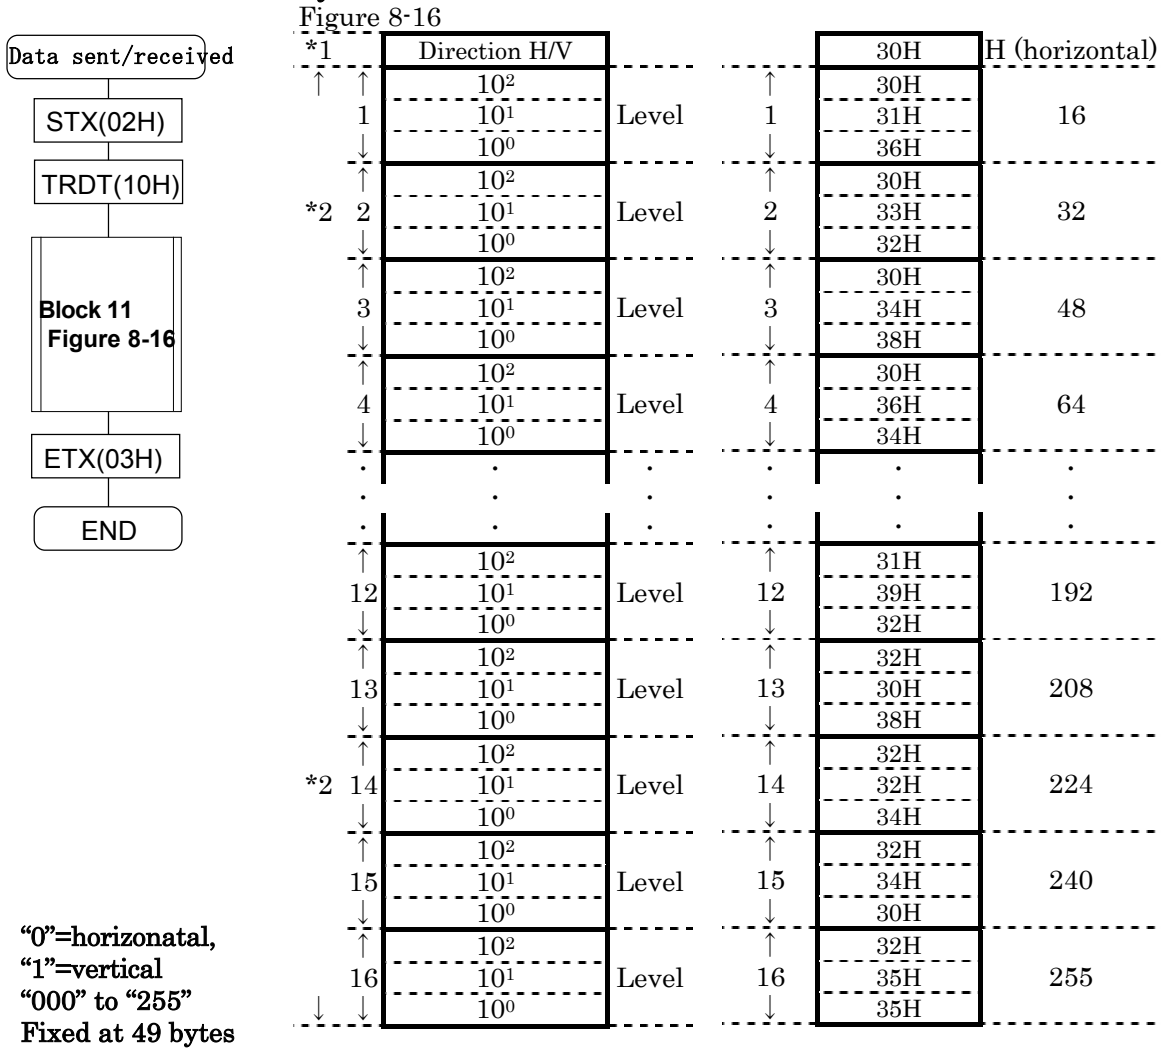 Figure 8-16
Data sent/received
STX(02H)
TRDT(10H)
Block 11
Figure 8-16
ETX(03H)
END
*1 Direction H/V 30H H (horizontal)
↑ ↑ 10² ↑ 30H
1 10¹ Level 1 31H 16
↓ 10⁰ ↓ 36H
↑ 10² ↑ 30H
*2 2 10¹ Level 2 33H 32
↓ 10⁰ ↓ 32H
↑ 10² ↑ 30H
3 10¹ Level 3 34H 48
↓ 10⁰ ↓ 38H
↑ 10² ↑ 30H
4 10¹ Level 4 36H 64
↓ 10⁰ ↓ 34H
. . . . . .
. . . . . .
. . . . . .
↑ 10² ↑ 31H
12 10¹ Level 12 39H 192
↓ 10⁰ ↓ 32H
↑ 10² ↑ 32H
13 10¹ Level 13 30H 208
↓ 10⁰ ↓ 38H
↑ 10² ↑ 32H
*2 14 10¹ Level 14 32H 224
↓ 10⁰ ↓ 34H
↑ 10² ↑ 32H
15 10¹ Level 15 34H 240
↓ 10⁰ ↓ 30H
↑ 10² ↑ 32H
16 10¹ Level 16 35H 255
↓ ↓ 10⁰ ↓ 35H
“0”=horizonatal,
“1”=vertical
“000” to “255”
Fixed at 49 bytes